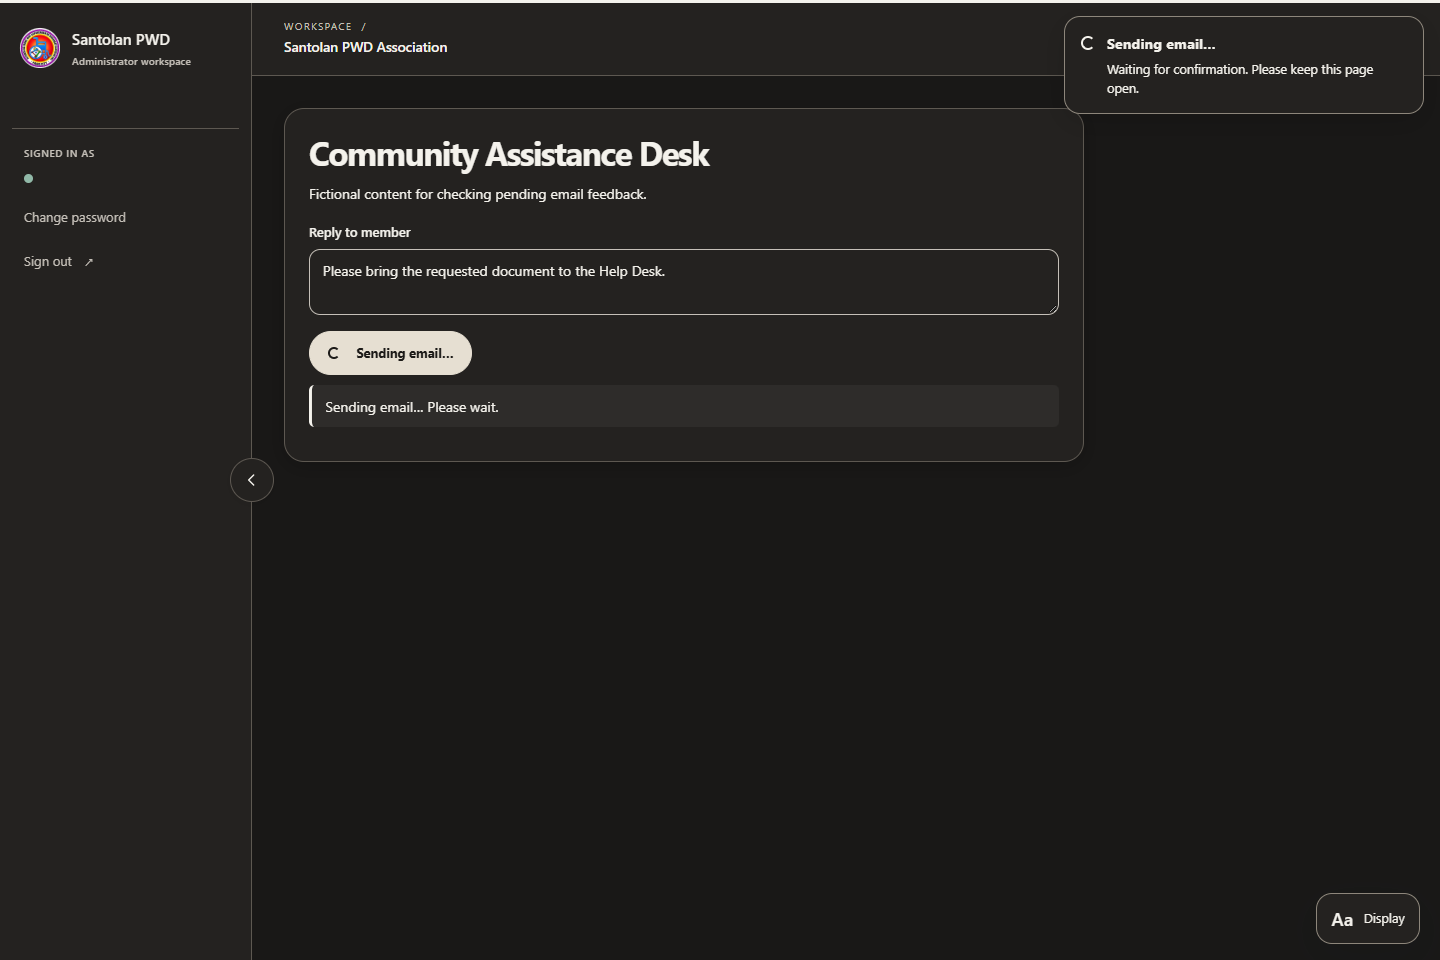 Santolan PWD
Administrator workspace
SIGNED IN AS
Change password
Sign out ↗
WORKSPACE /
Santolan PWD Association
Sending email...
Waiting for confirmation. Please keep this page
open.
Community Assistance Desk
Fictional content for checking pending email feedback.
Reply to member
Please bring the requested document to the Help Desk.
Sending email...
Sending email... Please wait.
Aa Display